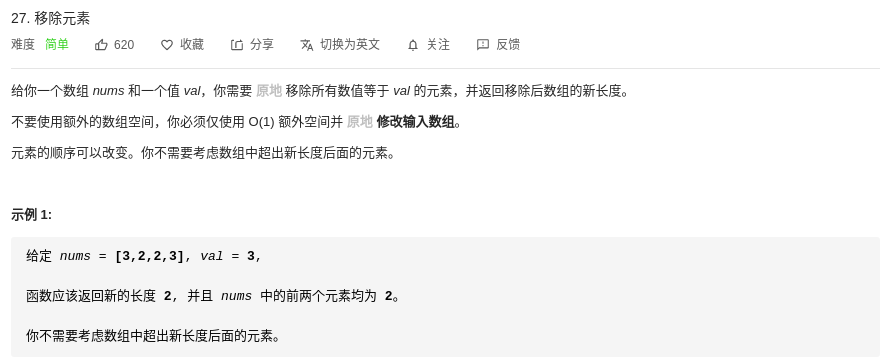 27. 移除元素
难度 简单 620 收藏 分享 切换为英文 关注 反馈
给你一个数组 nums 和一个值 val，你需要 原地 移除所有数值等于 val 的元素，并返回移除后数组的新长度。
不要使用额外的数组空间，你必须仅使用 O(1) 额外空间并 原地 修改输入数组。
元素的顺序可以改变。你不需要考虑数组中超出新长度后面的元素。
示例 1:
给定 nums = [3,2,2,3], val = 3,
函数应该返回新的长度 2, 并且 nums 中的前两个元素均为 2。
你不需要考虑数组中超出新长度后面的元素。